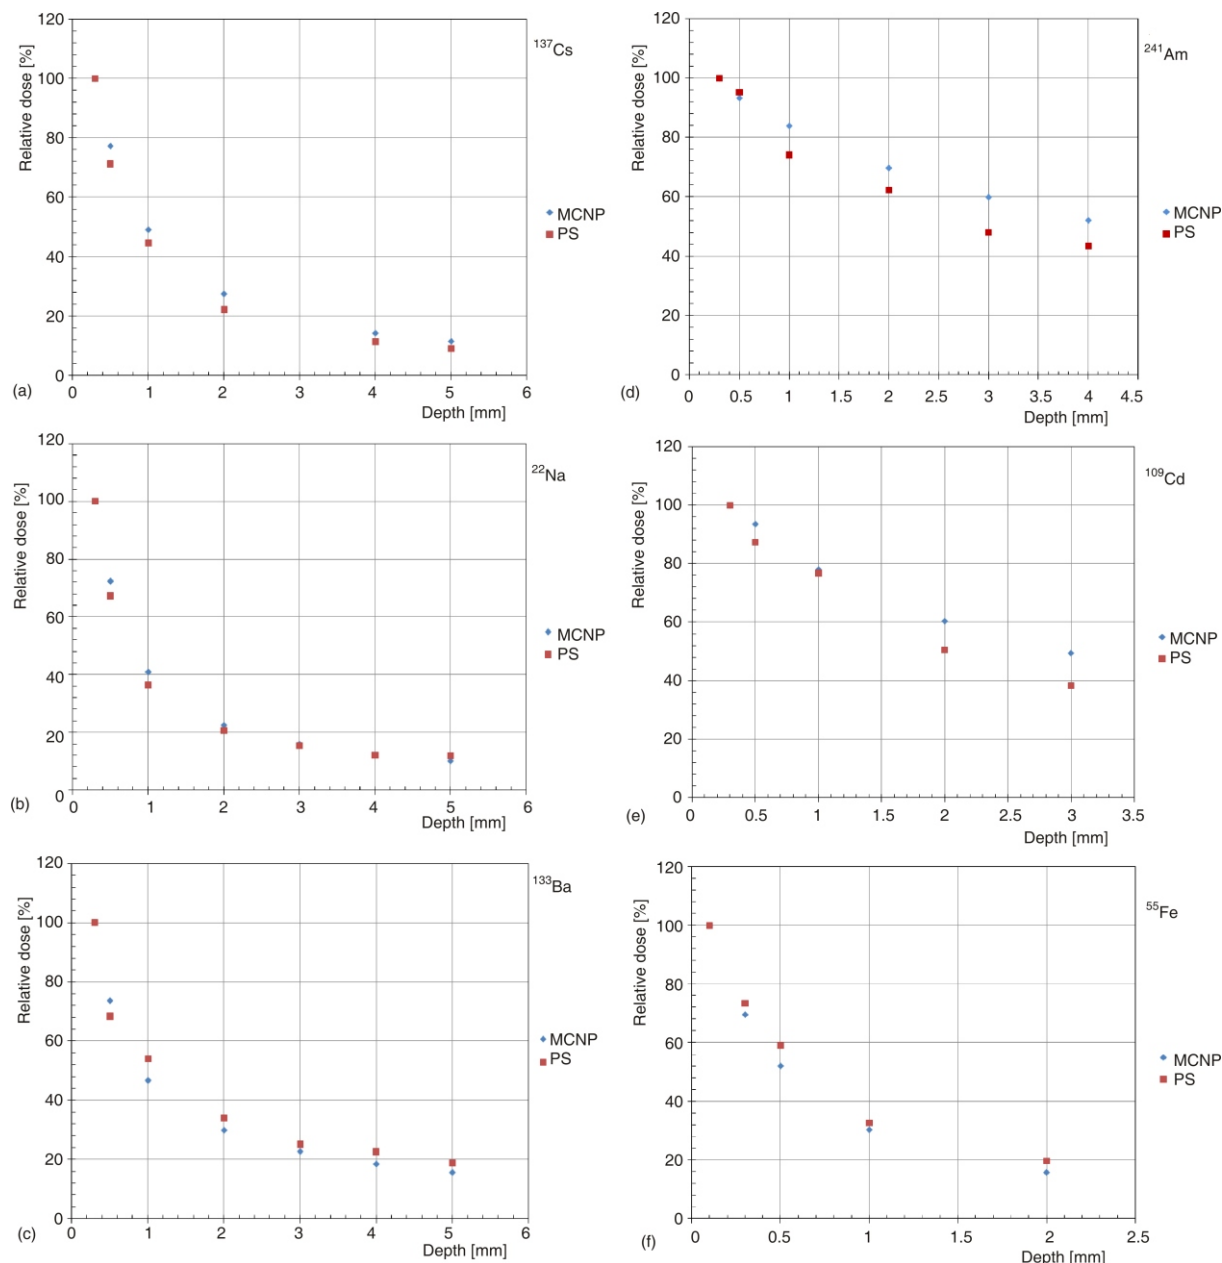 120
100
80
60
40
20
0
Relative dose [%]
¹³⁷Cs
MCNP
PS
0 1 2 3 4 5 6
Depth [mm]
(a)
120
100
80
60
40
20
0
Relative dose [%]
²⁴¹Am
MCNP
PS
0 0.5 1 1.5 2 2.5 3 3.5 4 4.5
Depth [mm]
(d)
120
100
80
60
40
20
0
Relative dose [%]
²²Na
MCNP
PS
0 1 2 3 4 5 6
Depth [mm]
(b)
120
100
80
60
40
20
0
Relative dose [%]
¹⁰⁹Cd
MCNP
PS
0 0.5 1 1.5 2 2.5 3 3.5
Depth [mm]
(e)
120
100
80
60
40
20
0
Relative dose [%]
¹³³Ba
MCNP
PS
0 1 2 3 4 5 6
Depth [mm]
(c)
120
100
80
60
40
20
0
Relative dose [%]
⁵⁵Fe
MCNP
PS
0 0.5 1 1.5 2 2.5
Depth [mm]
(f)